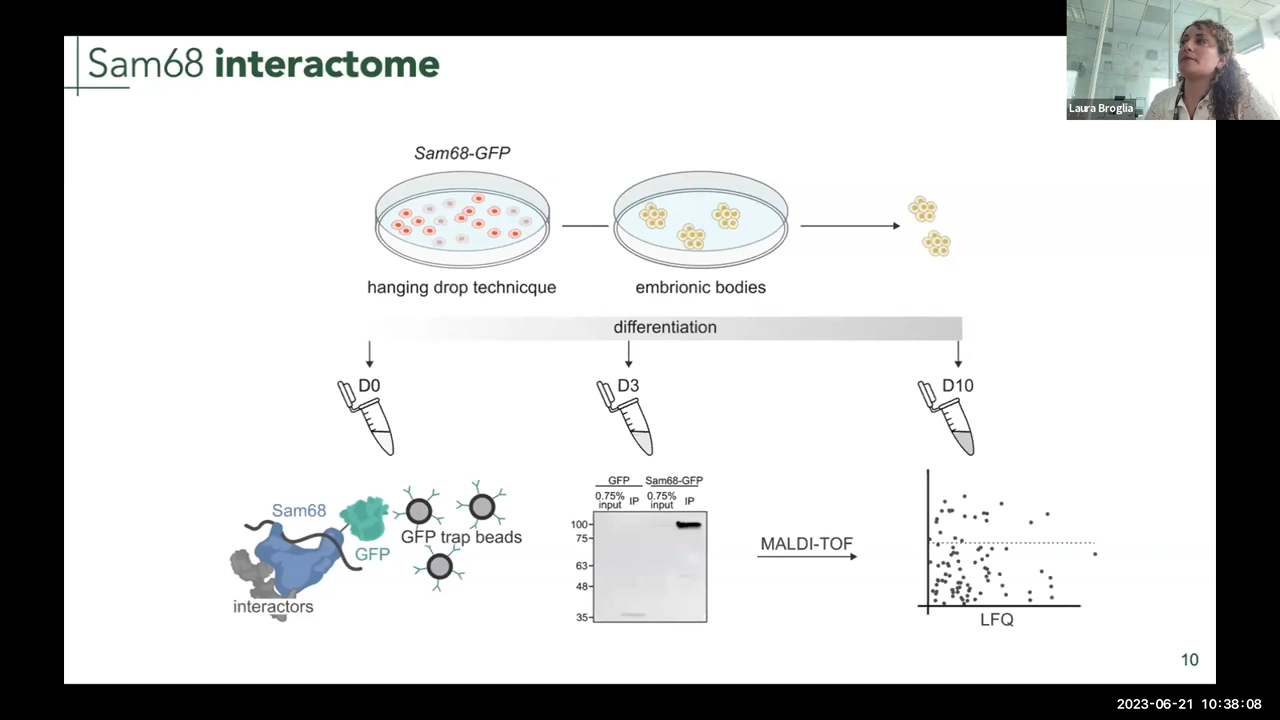 Sam68 interactome
Laura Broglia
Sam68-GFP
hanging drop technicque
embrionic bodies
differentiation
D0
D3
D10
Sam68
GFP
GFP trap beads
interactors
GFP Sam68-GFP
0.75% input IP 0.75% input IP
100
75
63
48
35
MALDI-TOF
LFQ
10
2023-06-21 10:38:08